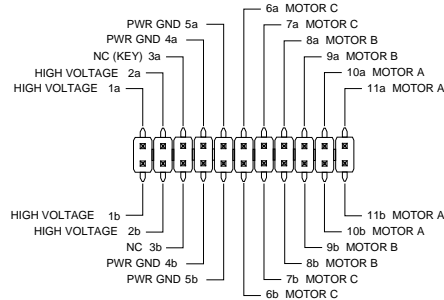 6a MOTOR C
PWR GND 5a 7a MOTOR C
PWR GND 4a 8a MOTOR B
NC (KEY) 3a 9a MOTOR B
HIGH VOLTAGE 2a 10a MOTOR A
HIGH VOLTAGE 1a 11a MOTOR A
HIGH VOLTAGE 1b 11b MOTOR A
HIGH VOLTAGE 2b 10b MOTOR A
NC 3b 9b MOTOR B
PWR GND 4b 8b MOTOR B
PWR GND 5b 7b MOTOR C
6b MOTOR C